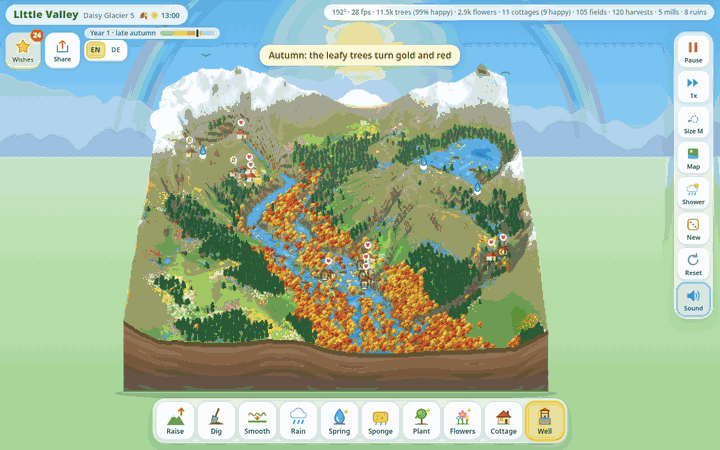 Little Valley Daisy Glacier 5 13:00
192² · 28 fps · 11.5k trees (99% happy) · 2.9k flowers · 11 cottages (9 happy) · 105 fields · 120 harvests · 5 mills · 8 ruins
Year 1 · late autumn
24
Wishes
Share
EN DE
Autumn: the leafy trees turn gold and red
Pause
1x
Size M
Map
Shower
New
Reset
Sound
Raise Dig Smooth Rain Spring Sponge Plant Flowers Cottage Well